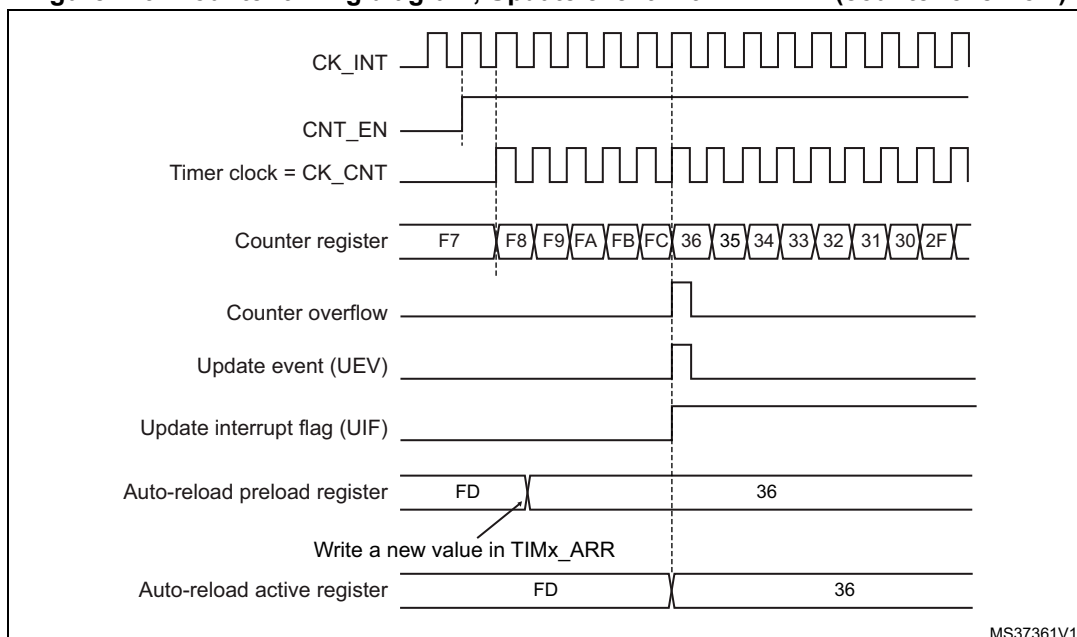 CK_INT
CNT_EN
Timer clock = CK_CNT
Counter register F7 F8 F9 FA FB FC 36 35 34 33 32 31 30 2F
Counter overflow
Update event (UEV)
Update interrupt flag (UIF)
Auto-reload preload register FD 36
Write a new value in TIMx_ARR
Auto-reload active register FD 36
MS37361V1